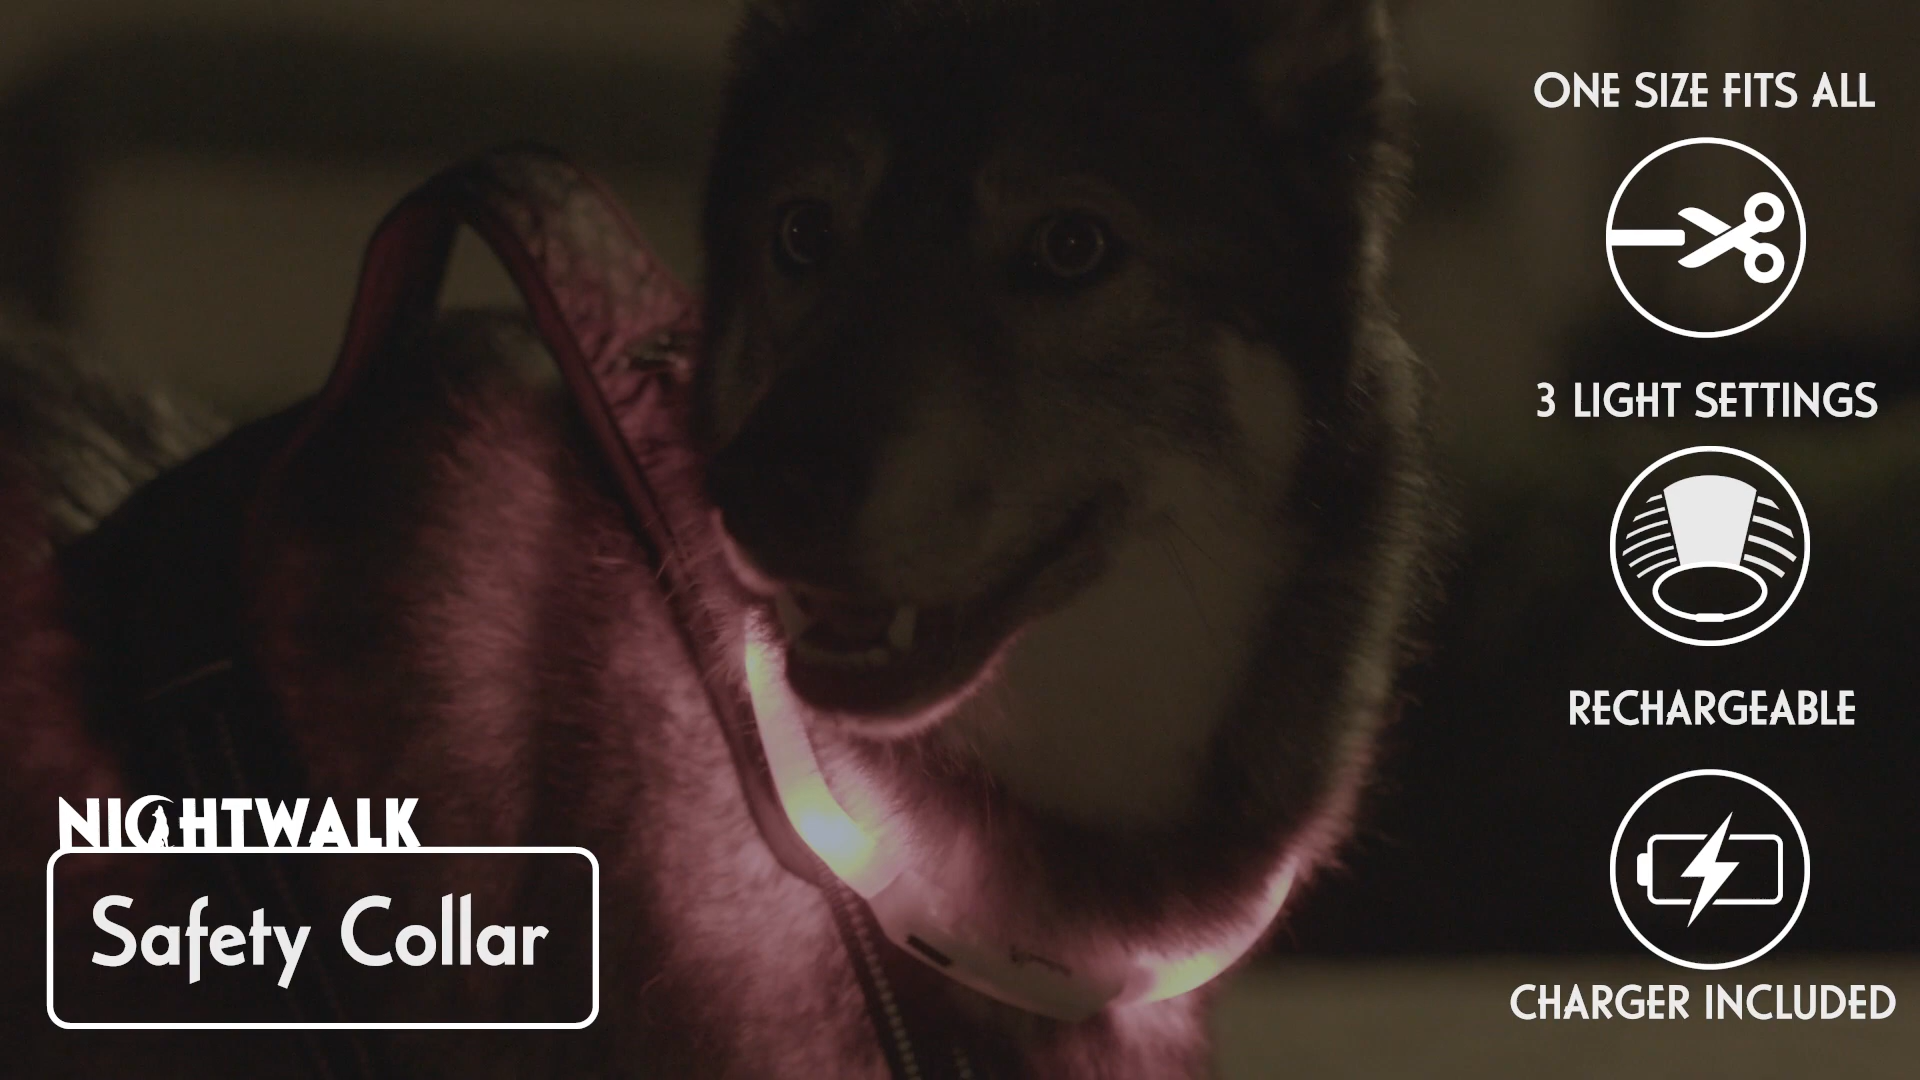 NIGHTWALK
Safety Collar
ONE SIZE FITS ALL
3 LIGHT SETTINGS
RECHARGEABLE
CHARGER INCLUDED